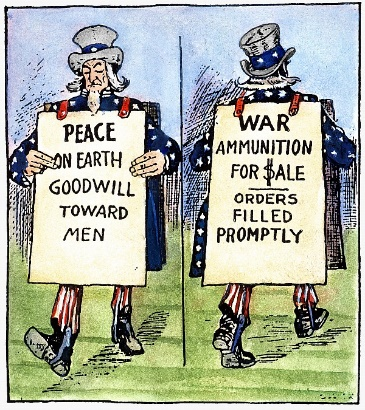 PEACE
ON EARTH
GOODWILL
TOWARD
MEN
WAR
AMMUNITION
FOR $ALE
ORDERS
FILLED
PROMPTLY